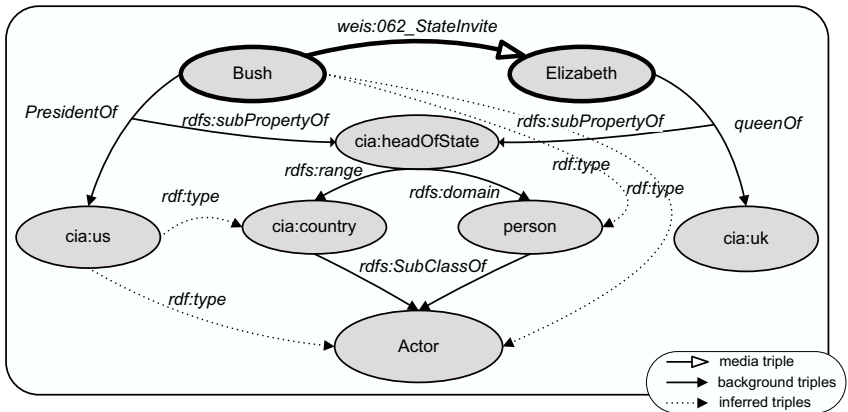 weis:062_StateInvite
Bush
Elizabeth
PresidentOf
rdfs:subPropertyOf
rdfs:subPropertyOf
queenOf
cia:headOfState
rdfs:range
rdfs:domain
rdf:type
rdf:type
rdf:type
cia:us
cia:country
person
cia:uk
rdfs:SubClassOf
rdf:type
Actor
media triple
background triples
inferred triples